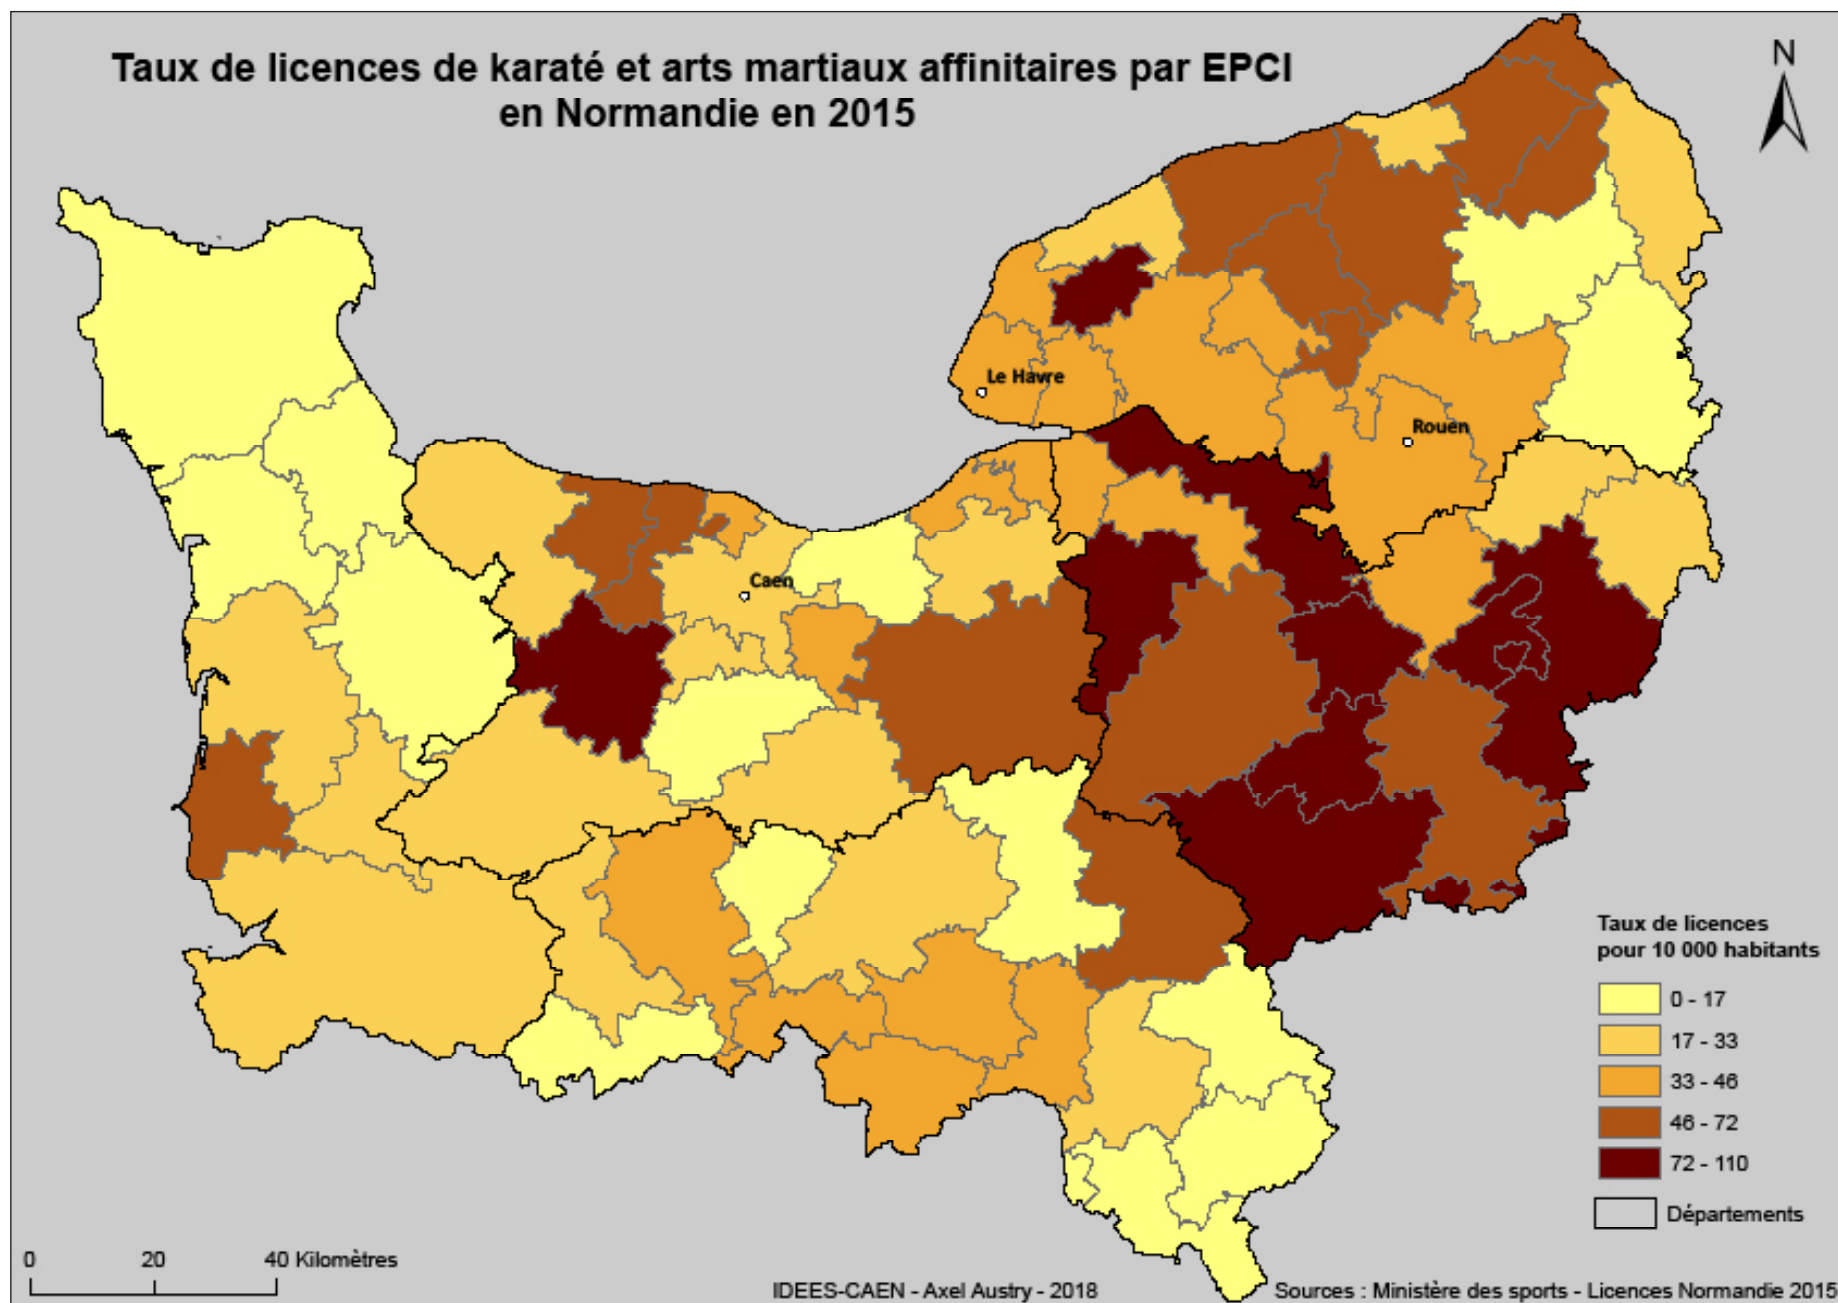 Taux de licences de karaté et arts martiaux affinitaires par EPCI
en Normandie en 2015
N
Le Havre
Rouen
Caen
Taux de licences
pour 10 000 habitants
0 - 17
17 - 33
33 - 46
46 - 72
72 - 110
Départements
0 20 40 Kilomètres
IDEES-CAEN - Axel Austry - 2018
Sources : Ministère des sports - Licences Normandie 2015